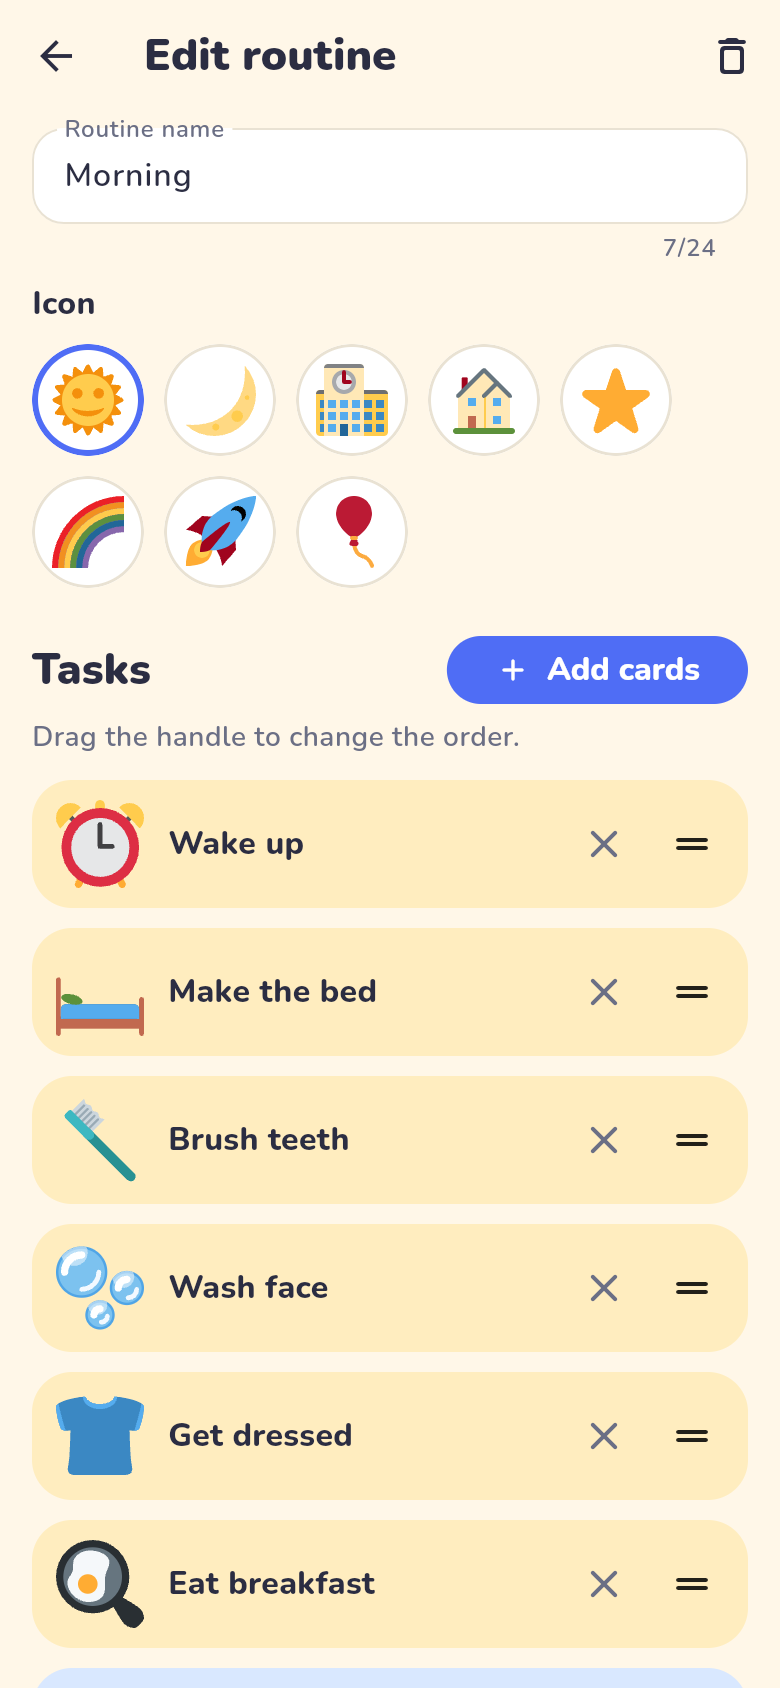 Edit routine
Routine name
Morning
7/24
Icon
Tasks
Add cards
Drag the handle to change the order.
Wake up
Make the bed
Brush teeth
Wash face
Get dressed
Eat breakfast